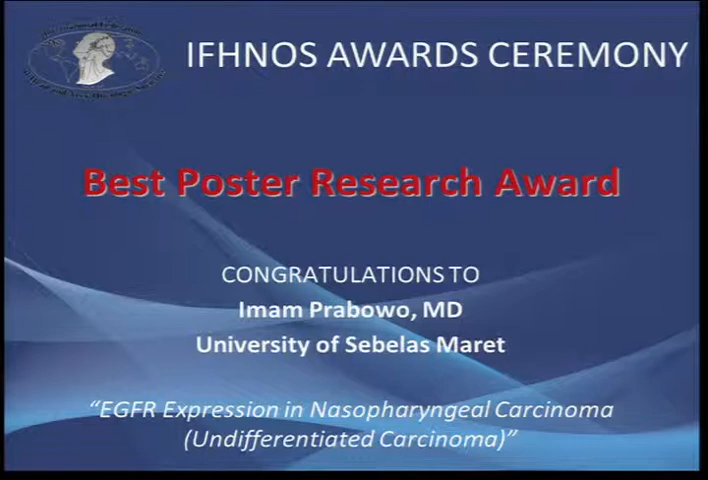 IFHNOS AWARDS CEREMONY
Best Poster Research Award
CONGRATULATIONS TO
Imam Prabowo, MD
University of Sebelas Maret
“EGFR Expression in Nasopharyngeal Carcinoma
(Undifferentiated Carcinoma)”